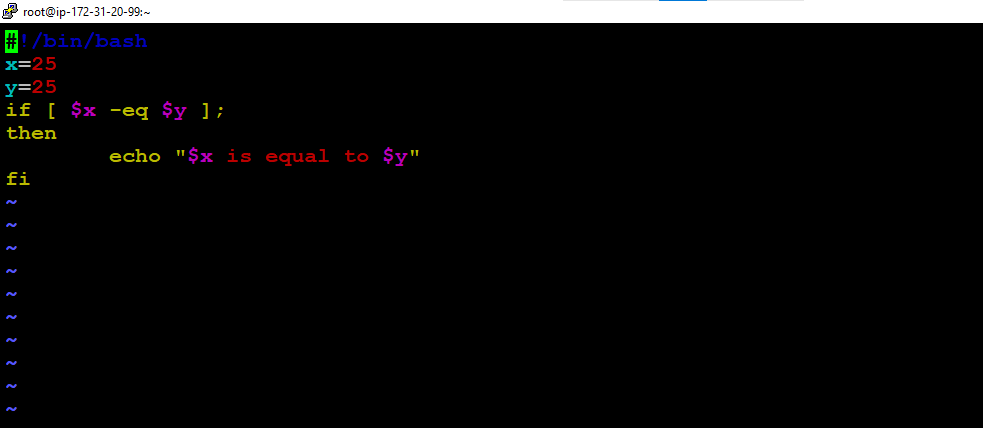 root@ip-172-31-20-99:~
#!/bin/bash
x=25
y=25
if [ $x -eq $y ];
then
        echo "$x is equal to $y"
fi
~
~
~
~
~
~
~
~
~
~